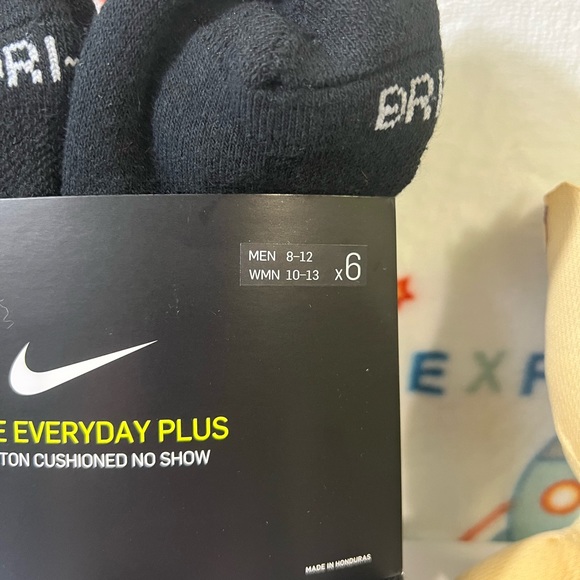 DRI-
DRI
MEN 8-12
WMN 10-13 x6
E EVERYDAY PLUS
TON CUSHIONED NO SHOW
EXP
MADE IN HONDURAS